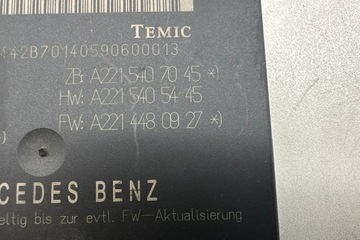 TEMIC
42B70140590600013
ZB: A221 540 70 45 *)
HW: A221 540 54 45
FW: A221 448 09 27 *)
CEDES BENZ
bis zur evtl. FW-Aktualisierung